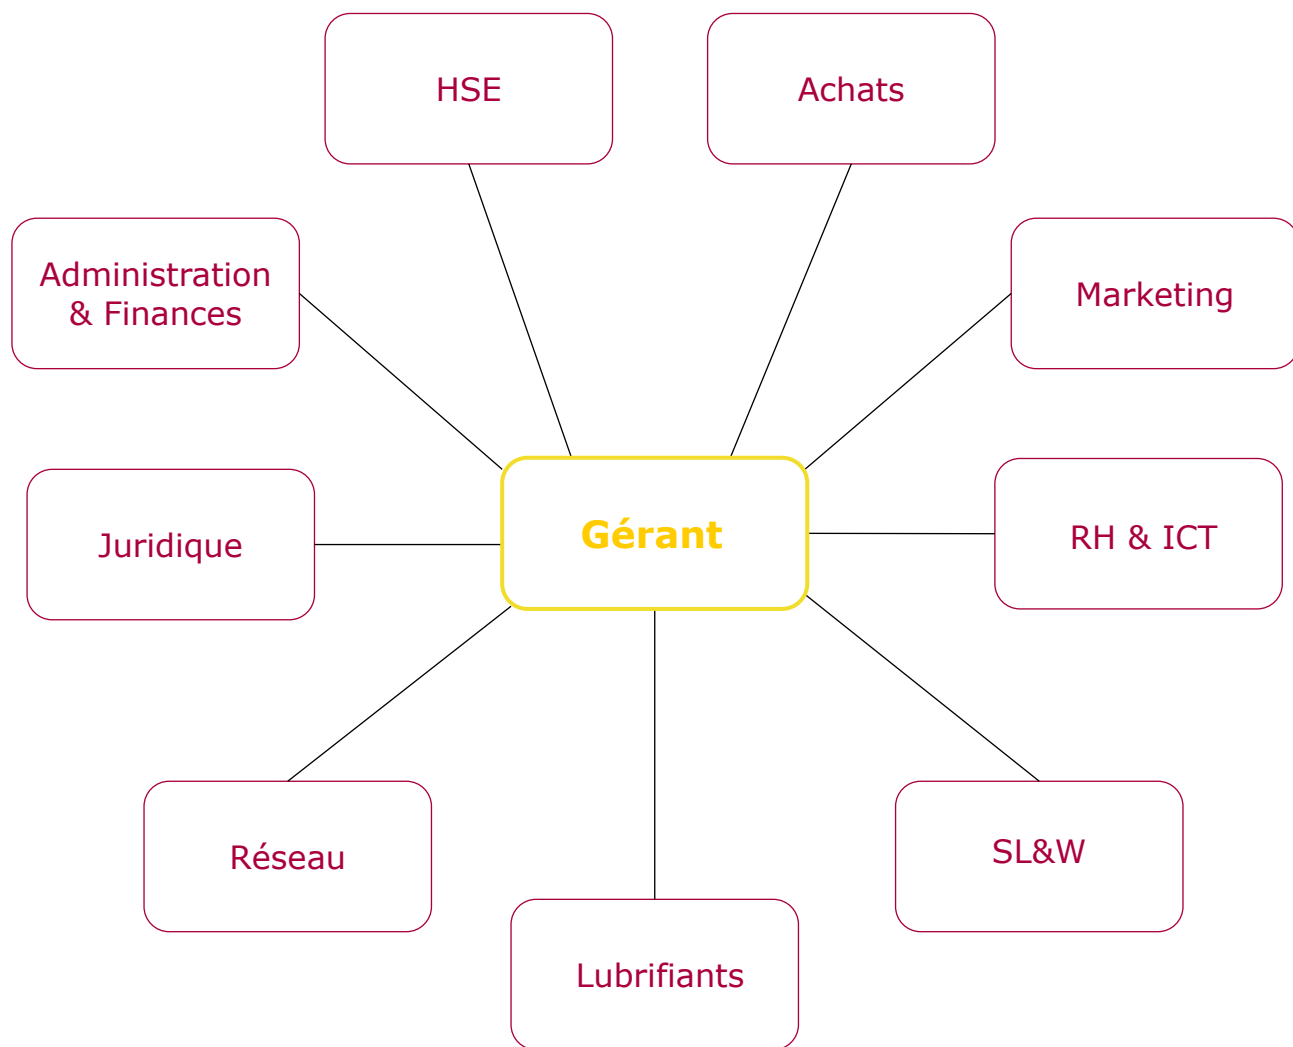 HSE
Achats
Administration
& Finances
Marketing
Gérant
Juridique
RH & ICT
Réseau
SL&W
Lubrifiants